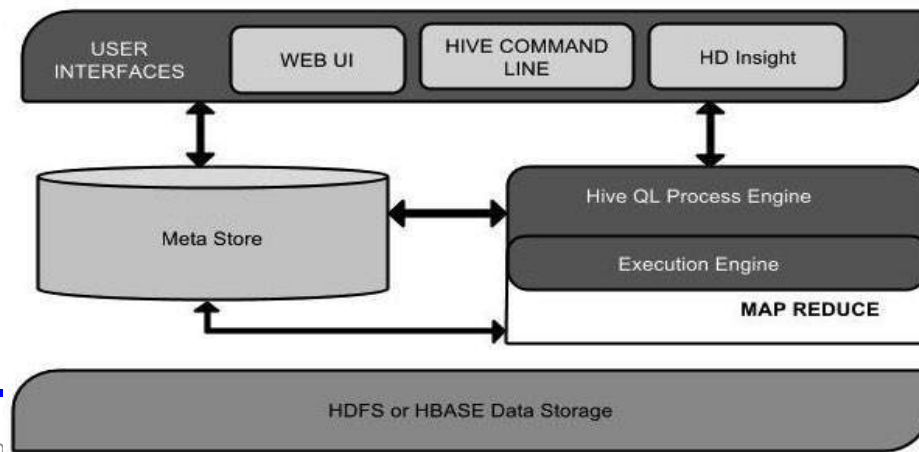 USER
INTERFACES
WEB UI
HIVE COMMAND
LINE
HD Insight
Meta Store
Hive QL Process Engine
Execution Engine
MAP REDUCE
HDFS or HBASE Data Storage